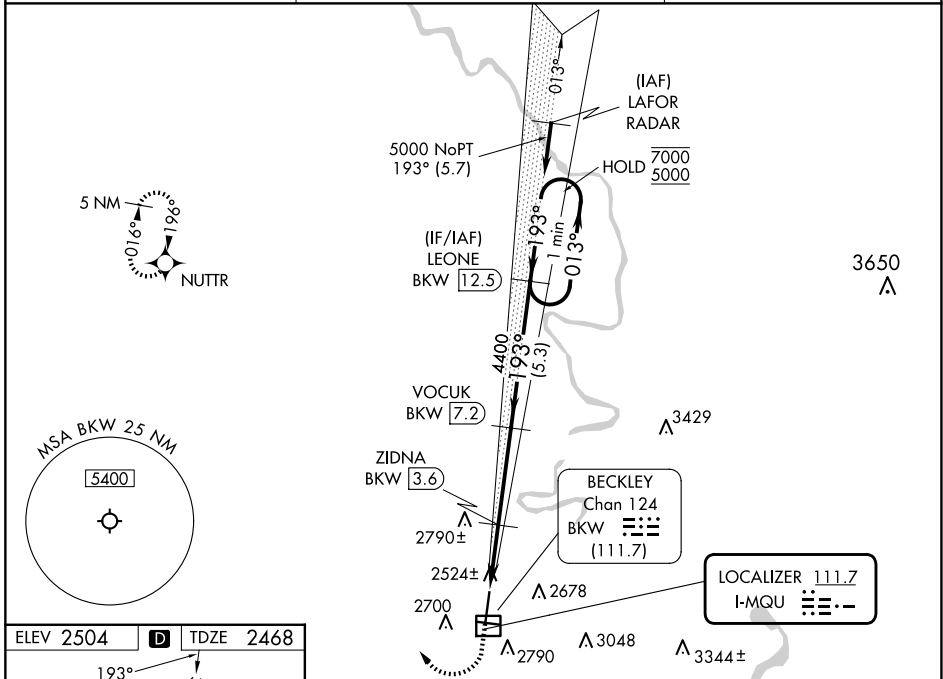 013°
(IAF)
LAFOR
RADAR
5000 NoPT
193° (5.7)
HOLD 7000
5000
5 NM
016°
196°
NUTTR
193°
1 min
013°
(IF/IAF)
LEONE
BKW 12.5
3650
4400
193°
(5.3)
VOCUK
BKW 7.2
3429
MSA BKW 25 NM
5400
ZIDNA
BKW 3.6
BECKLEY
Chan 124
BKW
(111.7)
2790±
2524±
2678
LOCALIZER 111.7
I-MQU
2700
2790
3048
3344±
ELEV 2504 D TDZE 2468
193°